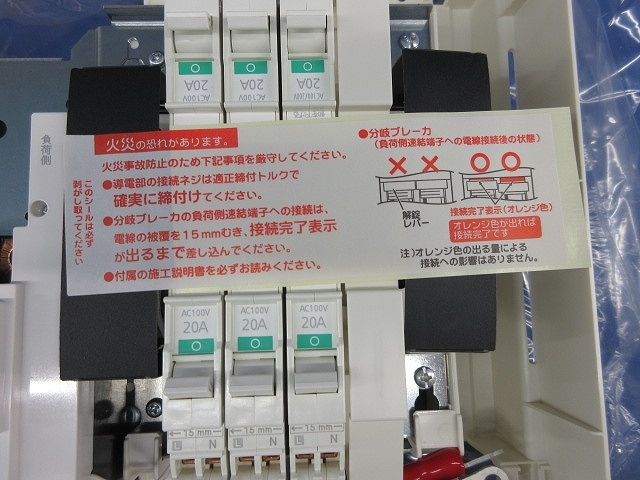 20A
AC100V
20A
AC100V
20A
AC100/200V
負荷側
このシールは必ず
剥がし取ってください
火災の恐れがあります。
火災事故防止のため下記事項を厳守してください。
●導電部の接続ネジは適正締付トルクで
確実に締付けてください。
●分岐ブレーカの負荷側速結端子への接続は、
電線の被覆を15mmむき、接続完了表示
が出るまで差し込んでください。
●付属の施工説明書を必ずお読みください。
●分岐ブレーカ
(負荷側速結端子への電線接続後の状態)
解錠
レバー
接続完了表示(オレンジ色)
オレンジ色が出れば
接続完了です
注)オレンジ色の出る量による
接続への影響はありません。
AC100V
20A
AC100V
20A
AC100V
20A
15mm
L N
15mm
L N
15mm
L N